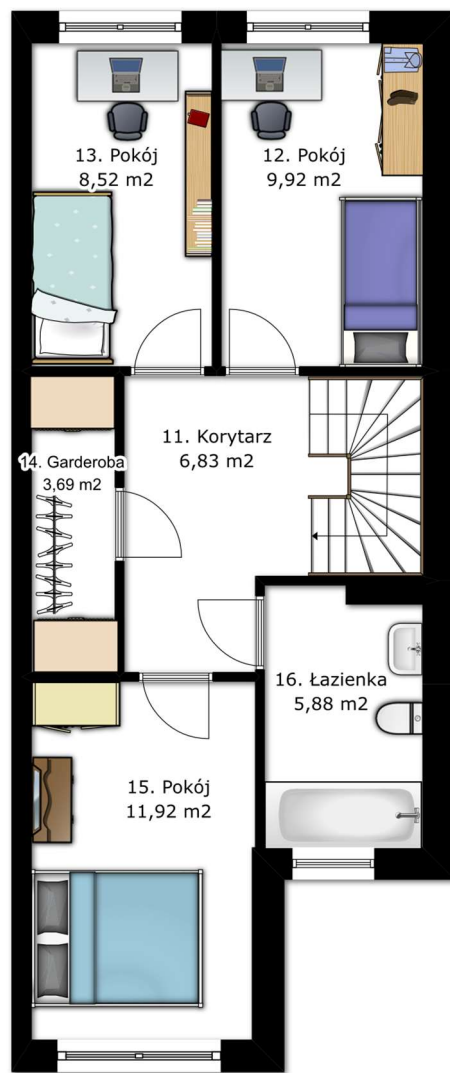 13. Pokój
8,52 m2
12. Pokój
9,92 m2
11. Korytarz
6,83 m2
14. Garderoba
3,69 m2
16. Łazienka
5,88 m2
15. Pokój
11,92 m2